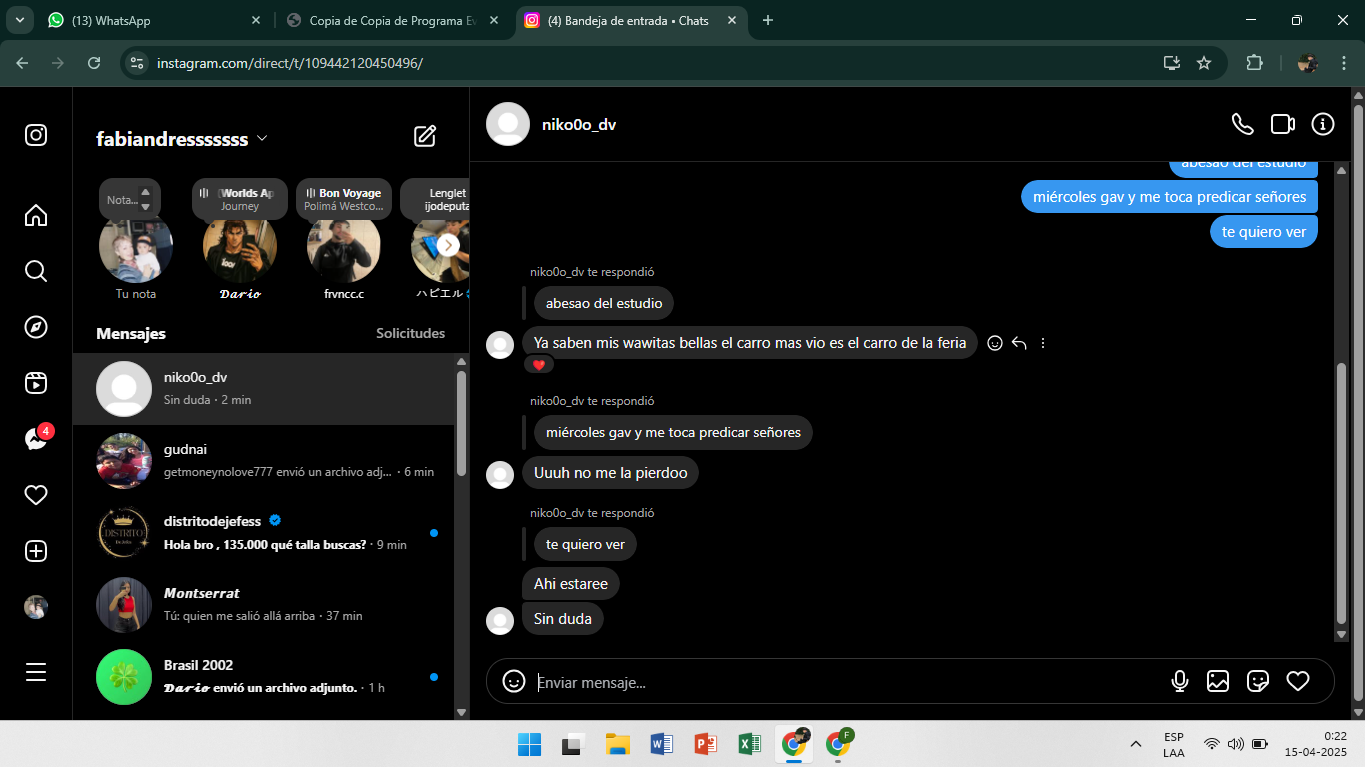 (13) WhatsApp
Copia de Copia de Programa Ev
(4) Bandeja de entrada • Chats
instagram.com/direct/t/109442120450496/
fabiandresssssss
Nota...
Worlds Ap
Journey
Bon Voyage
Polimá Westco...
Lenglet
ijodeputa
Tu nota
𝓓𝓪𝓻𝓲𝓸
frvncc.c
ハビエル
Mensajes
Solicitudes
niko0o_dv
Sin duda · 2 min
gudnai
getmoneynolove777 envió un archivo adj... · 6 min
distritodejefess
Hola bro , 135.000 qué talla buscas? · 9 min
𝙈𝙤𝙣𝙩𝙨𝙚𝙧𝙧𝙖𝙩
Tú: quien me salió allá arriba · 37 min
Brasil 2002
𝓓𝓪𝓻𝓲𝓸 envió un archivo adjunto. · 1 h
4
niko0o_dv
abesao del estudio
miércoles gav y me toca predicar señores
te quiero ver
niko0o_dv te respondió
abesao del estudio
Ya saben mis wawitas bellas el carro mas vio es el carro de la feria
❤️
niko0o_dv te respondió
miércoles gav y me toca predicar señores
Uuuh no me la pierdoo
niko0o_dv te respondió
te quiero ver
Ahi estaree
Sin duda
Enviar mensaje...
ESP
LAA
0:22
15-04-2025